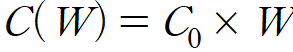 C(W) = C₀ × W